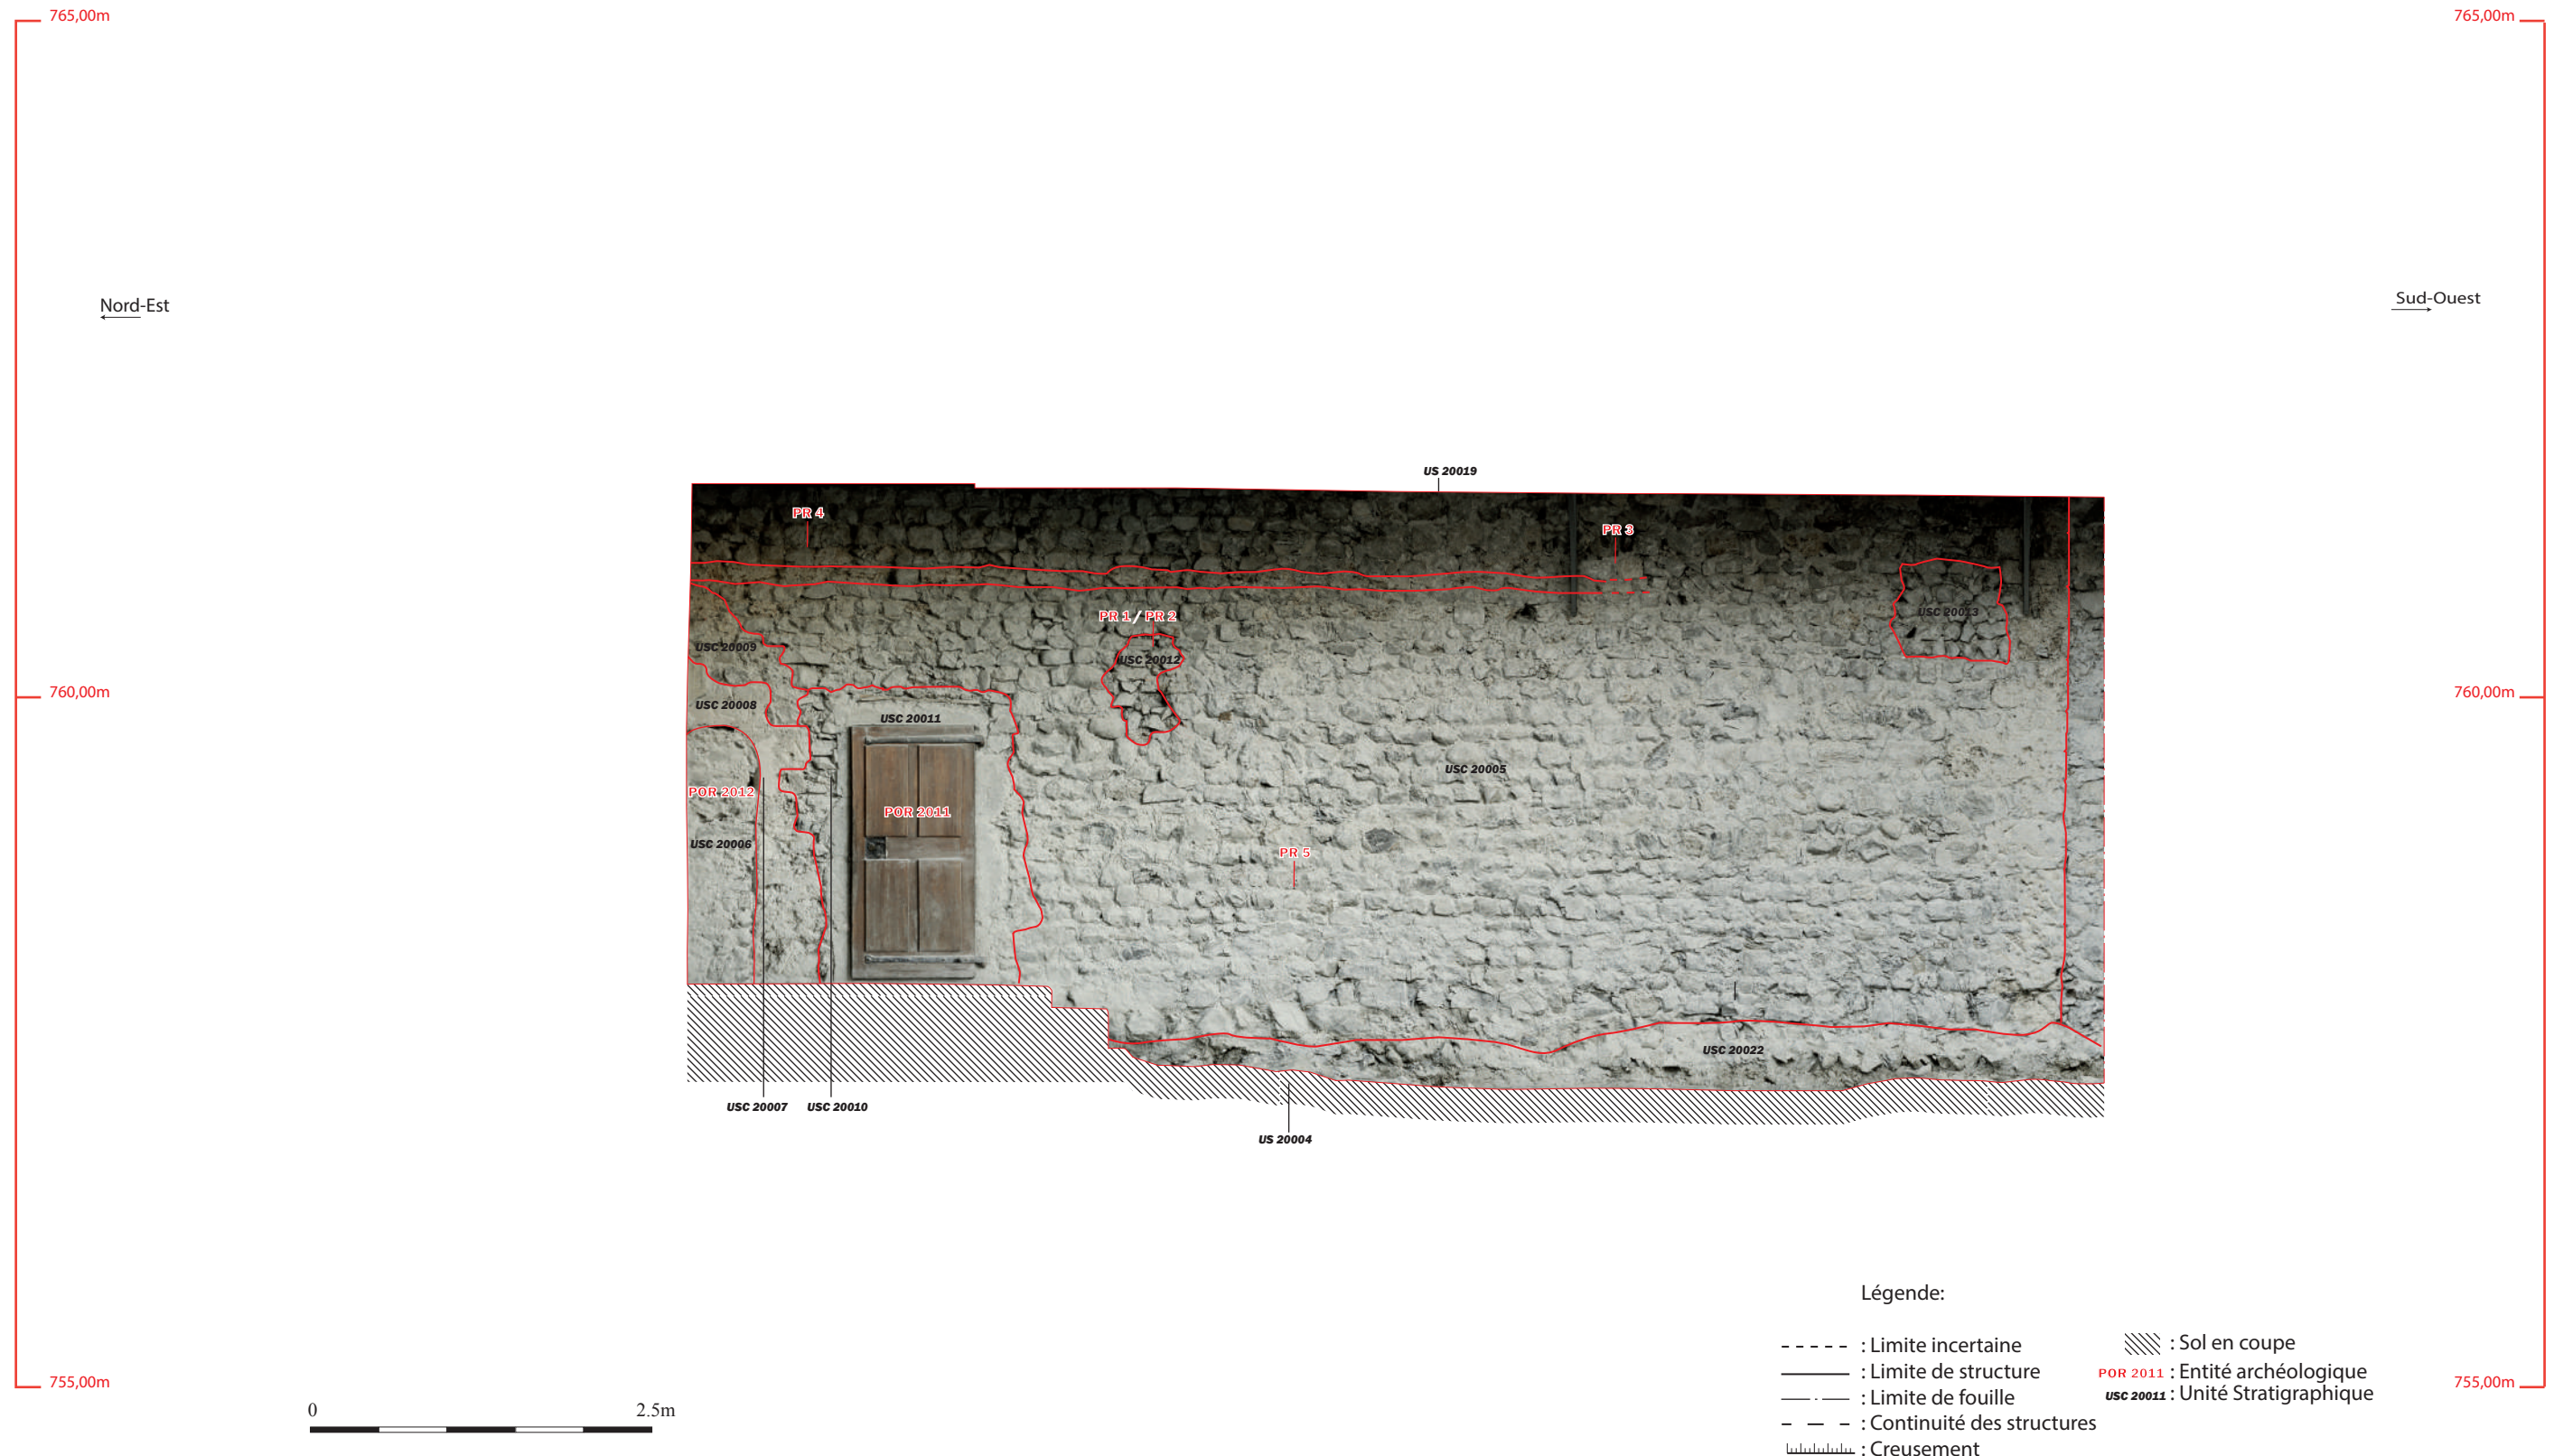 765,00m
765,00m
Nord-Est
Sud-Ouest
US 20019
PR 4
PR 3
PR 1 / PR 2
USC 20013
USC 20009
USC 20012
760,00m
760,00m
USC 20008
USC 20011
USC 20005
POR 2012
POR 2011
USC 20006
PR 5
USC 20022
USC 20007
USC 20010
US 20004
Légende:
: Limite incertaine
: Limite de structure
: Limite de fouille
: Continuité des structures
: Creusement
: Sol en coupe
POR 2011 : Entité archéologique
USC 20011 : Unité Stratigraphique
755,00m
755,00m
0
2.5m